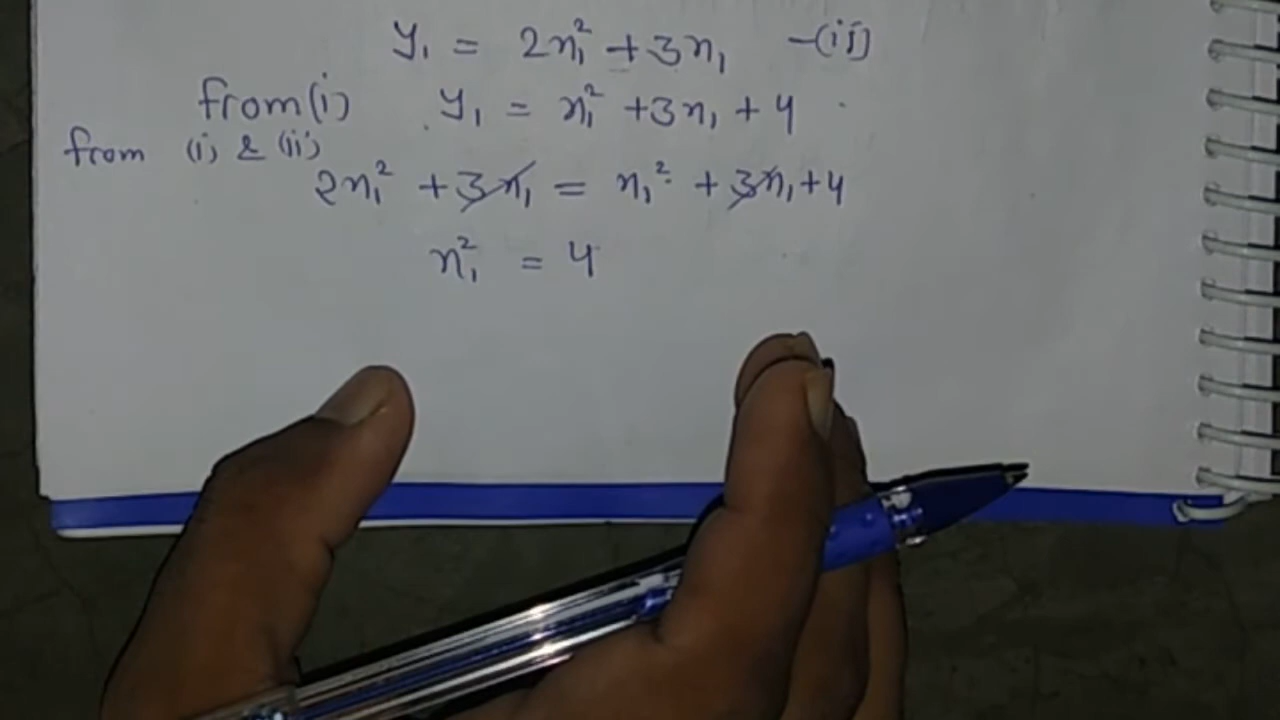 y₁ = 2x₁² + 3x₁ -(ii)
from(i) y₁ = x₁² + 3x₁ + 4
from (i) & (ii)
2x₁² + 3x₁ = x₁² + 3x₁ + 4
x₁² = 4